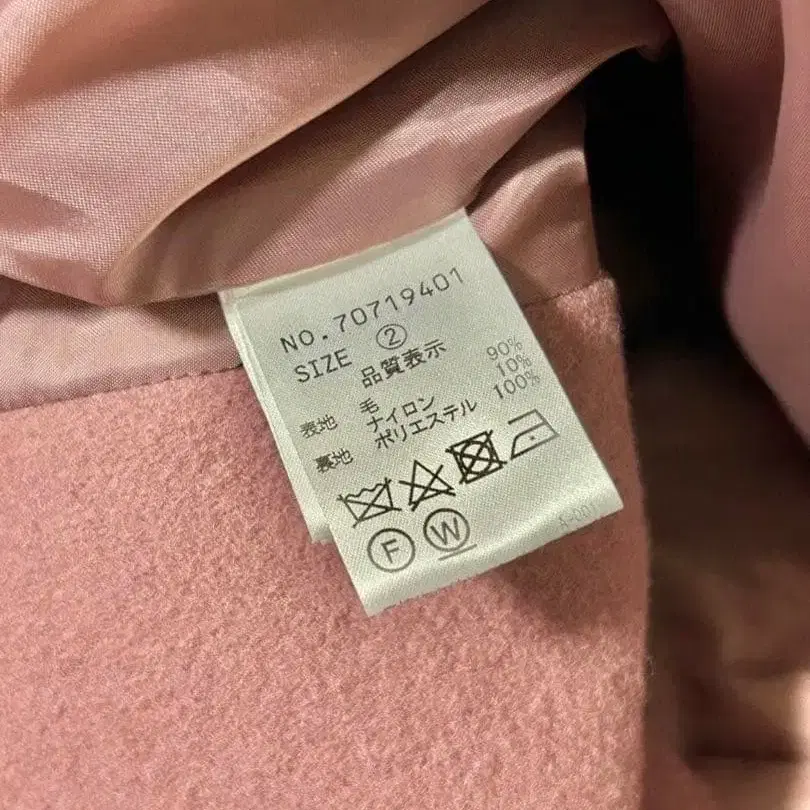 NO.70719401
SIZE ②
品質表示
表地 毛 90%
ナイロン 10%
裏地 ポリエステル 100%
F W